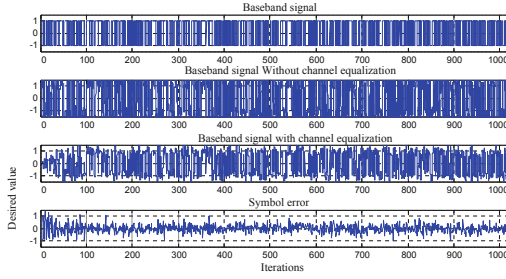 Baseband signal
1
0
-1
0 100 200 300 400 500 600 700 800 900 1000
Baseband signal Without channel equalization
1
0
-1
0 100 200 300 400 500 600 700 800 900 1000
Baseband signal with channel equalization
1
0
-1
0 100 200 300 400 500 600 700 800 900 1000
Symbol error
1
0
-1
0 100 200 300 400 500 600 700 800 900 1000
Iterations
Desired value